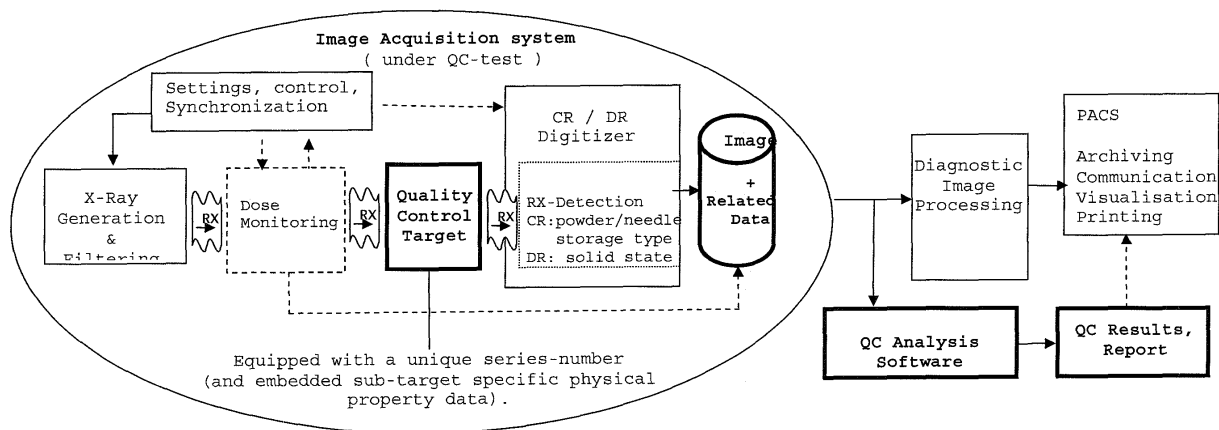 Image Acquisition system
( under QC-test )
Settings, control,
Synchronization
X-Ray
Generation
&
Filtering
RX
Dose
Monitoring
RX
Quality
Control
Target
RX
CR / DR
Digitizer
RX-Detection
CR:powder/needle
storage type
DR: solid state
Image
+
Related
Data
Equipped with a unique series-number
(and embedded sub-target specific physical
property data).
Diagnostic
Image
Processing
PACS
Archiving
Communication
Visualisation
Printing
QC Analysis
Software
QC Results,
Report